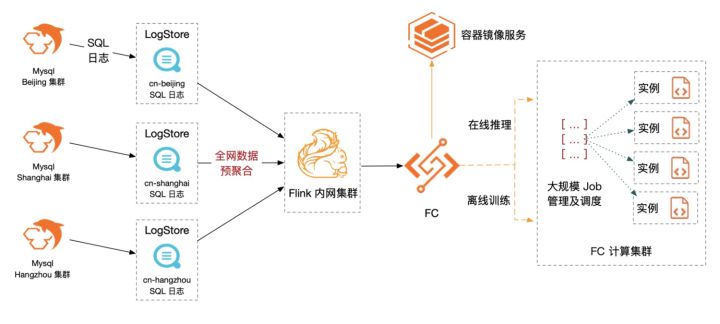 SQL
日志
Mysql
Beijing 集群
LogStore
cn-beijing
SQL 日志
Mysql
Shanghai 集群
LogStore
cn-shanghai
SQL 日志
Mysql
Hangzhou 集群
LogStore
cn-hangzhou
SQL 日志
全网数据
预聚合
Flink 内网集群
容器镜像服务
FC
在线推理
离线训练
[ ... ]
[ ... ]
[ ... ]
大规模 Job
管理及调度
实例
实例
实例
实例
FC 计算集群